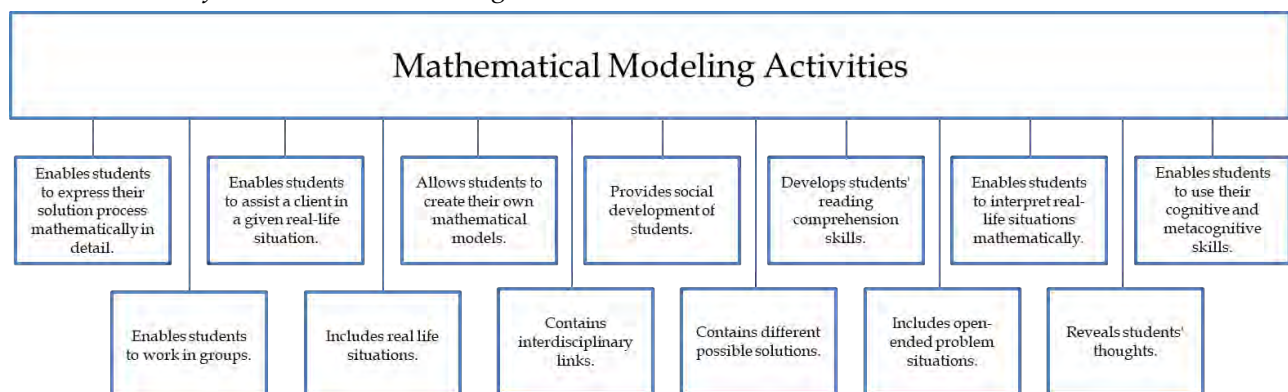 Mathematical Modeling Activities
Enables students
to express their
solution process
mathematically in
detail.
Enables students
to assist a client in
a given real-life
situation.
Allows students to
create their own
mathematical
models.
Provides social
development of
students.
Develops students'
reading
comprehension
skills.
Enables students
to interpret real-
life situations
mathematically.
Enables students
to use their
cognitive and
metacognitive
skills.
Enables students
to work in groups.
Includes real life
situations.
Contains
interdisciplinary
links.
Contains different
possible solutions.
Includes open-
ended problem
situations.
Reveals students'
thoughts.